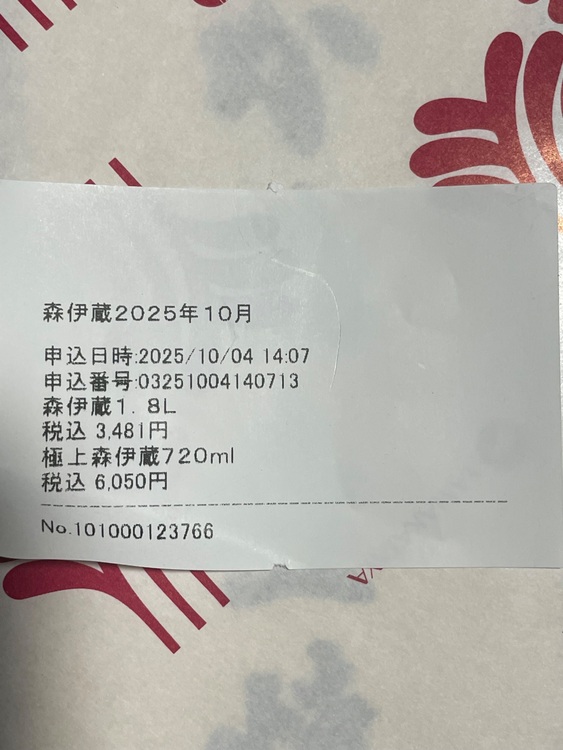 森伊蔵2025年10月
申込日時:2025/10/04 14:07
申込番号:03251004140713
森伊蔵1.8L
税込 3,481円
極上森伊蔵720ml
税込 6,050円
No.101000123766